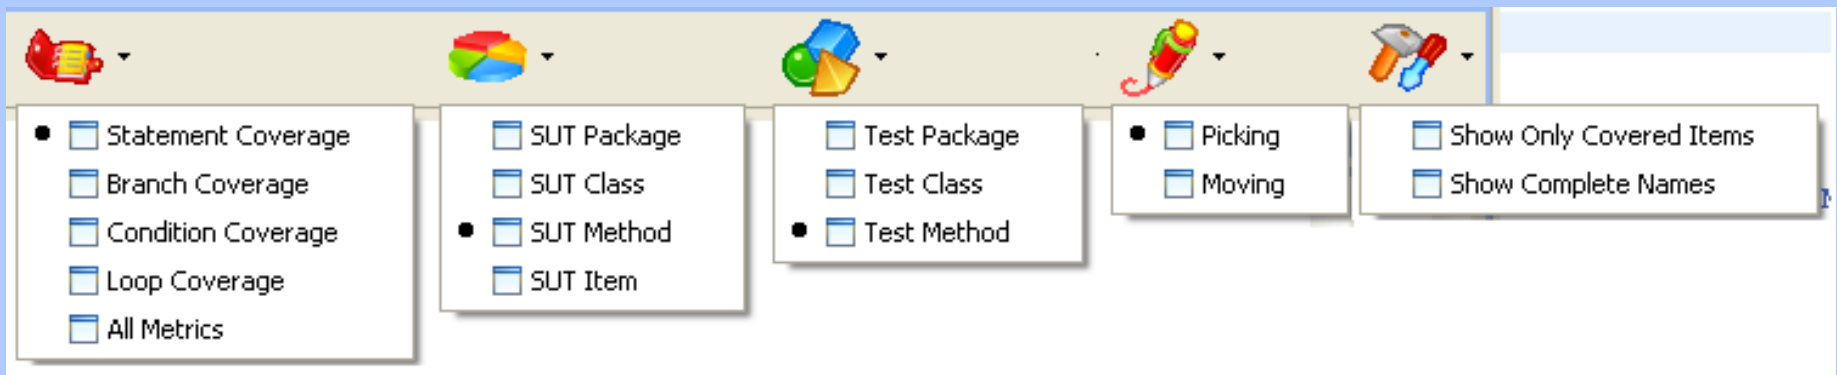 Statement Coverage
Branch Coverage
Condition Coverage
Loop Coverage
All Metrics
SUT Package
SUT Class
SUT Method
SUT Item
Test Package
Test Class
Test Method
Picking
Moving
Show Only Covered Items
Show Complete Names